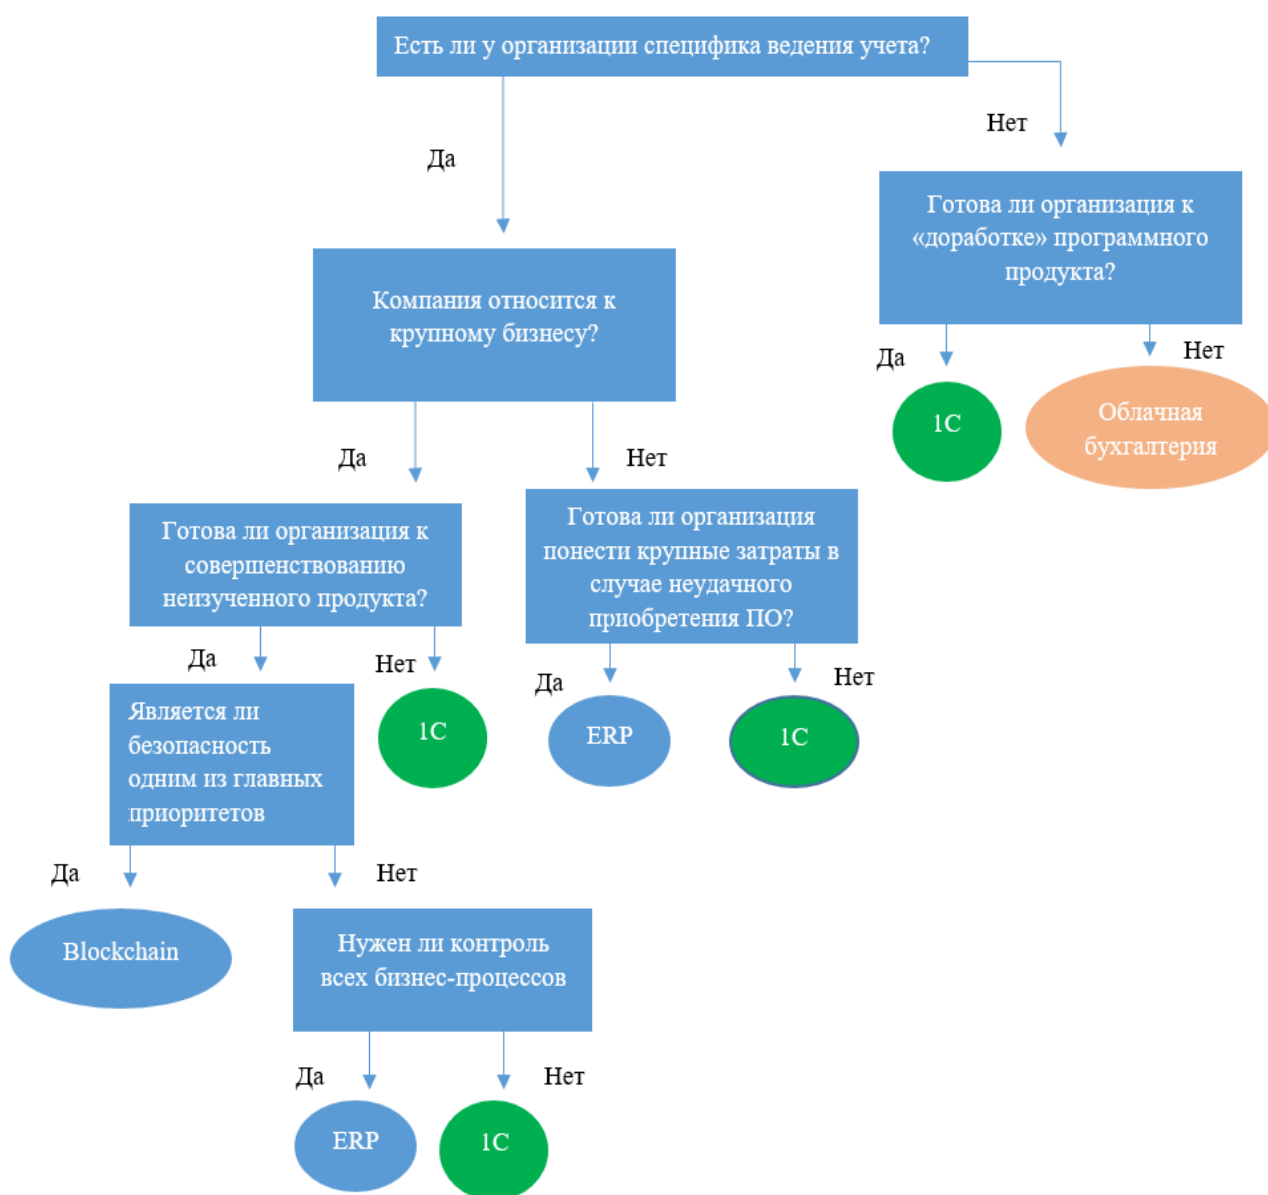 Есть ли у организации специфика ведения учета?
Нет
Да
Готова ли организация к
«доработке» программного
продукта?
Компания относится к
крупному бизнесу?
Да
Нет
1С
Облачная
бухгалтерия
Да
Нет
Готова ли организация к
совершенствованию
неизученного продукта?
Готова ли организация
понести крупные затраты в
случае неудачного
приобретения ПО?
Да
Нет
Да
Нет
Является ли
безопасность
одним из главных
приоритетов
1С
ERP
1С
Да
Нет
Blockchain
Нужен ли контроль
всех бизнес-процессов
Да
Нет
ERP
1С